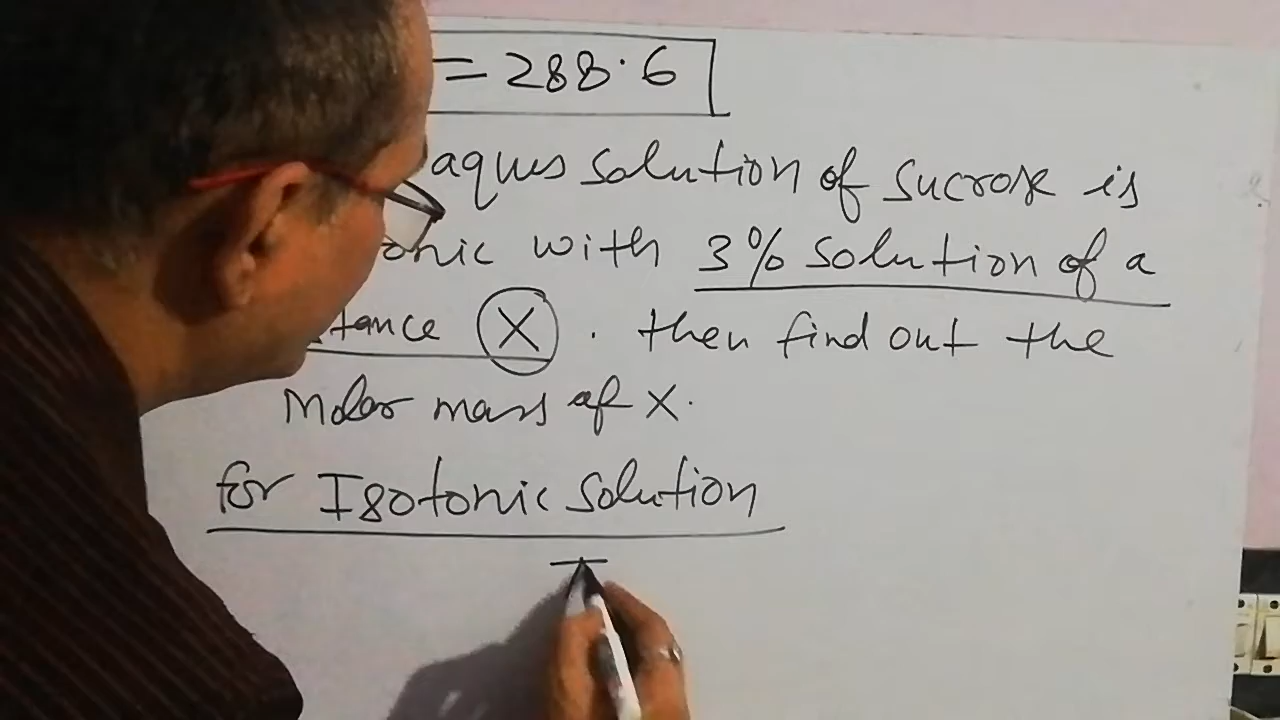 = 288.6
aques solution of sucrose is
onic with 3% solution of a
tance X . then find out the
Molar mass of X.
for Isotonic solution